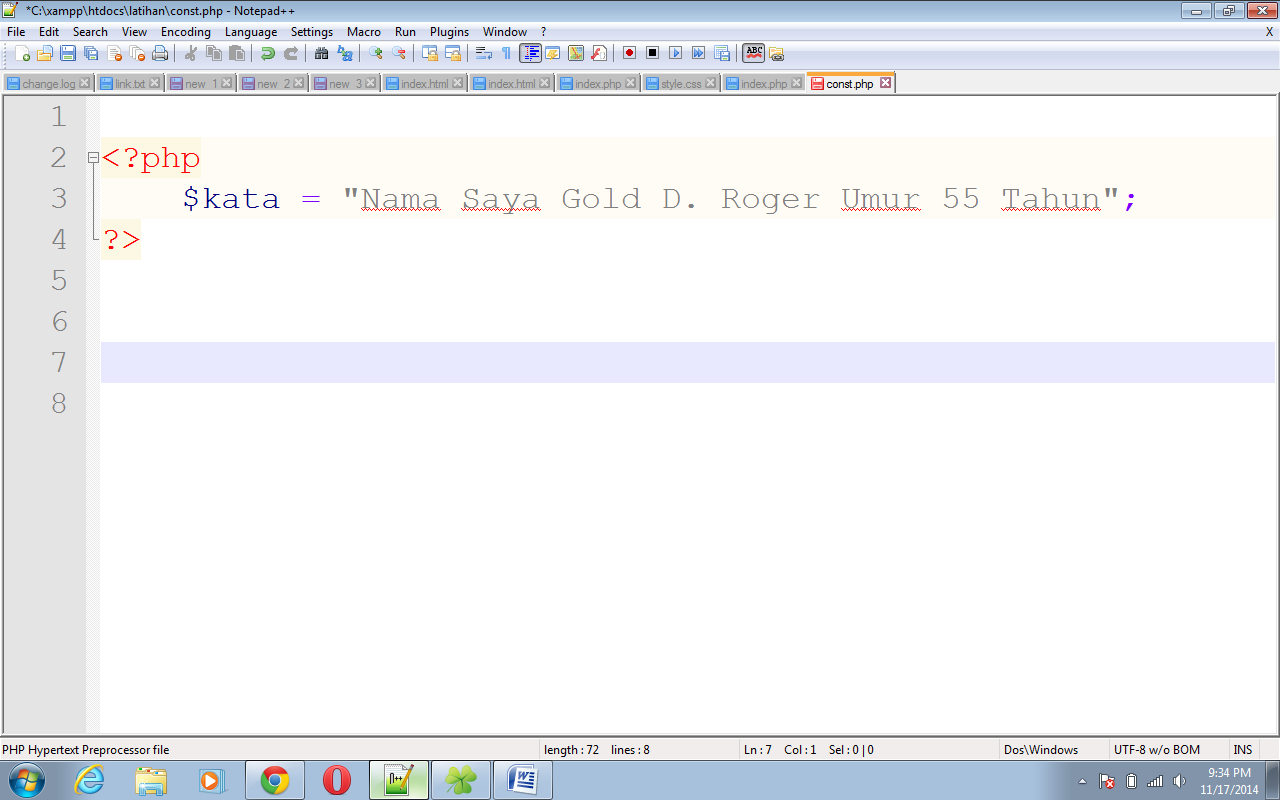 *C:\xampp\htdocs\latihan\const.php - Notepad++
File Edit Search View Encoding Language Settings Macro Run Plugins Window ? X
change.log link.txt new 1 new 2 new 3 index.html index.html index.php style.css index.php const.php
1
2 <?php
3 $kata = "Nama Saya Gold D. Roger Umur 55 Tahun";
4 ?>
5
6
7
8
PHP Hypertext Preprocessor file length : 72 lines : 8 Ln : 7 Col : 1 Sel : 0 | 0 Dos\Windows UTF-8 w/o BOM INS
9:34 PM
11/17/2014